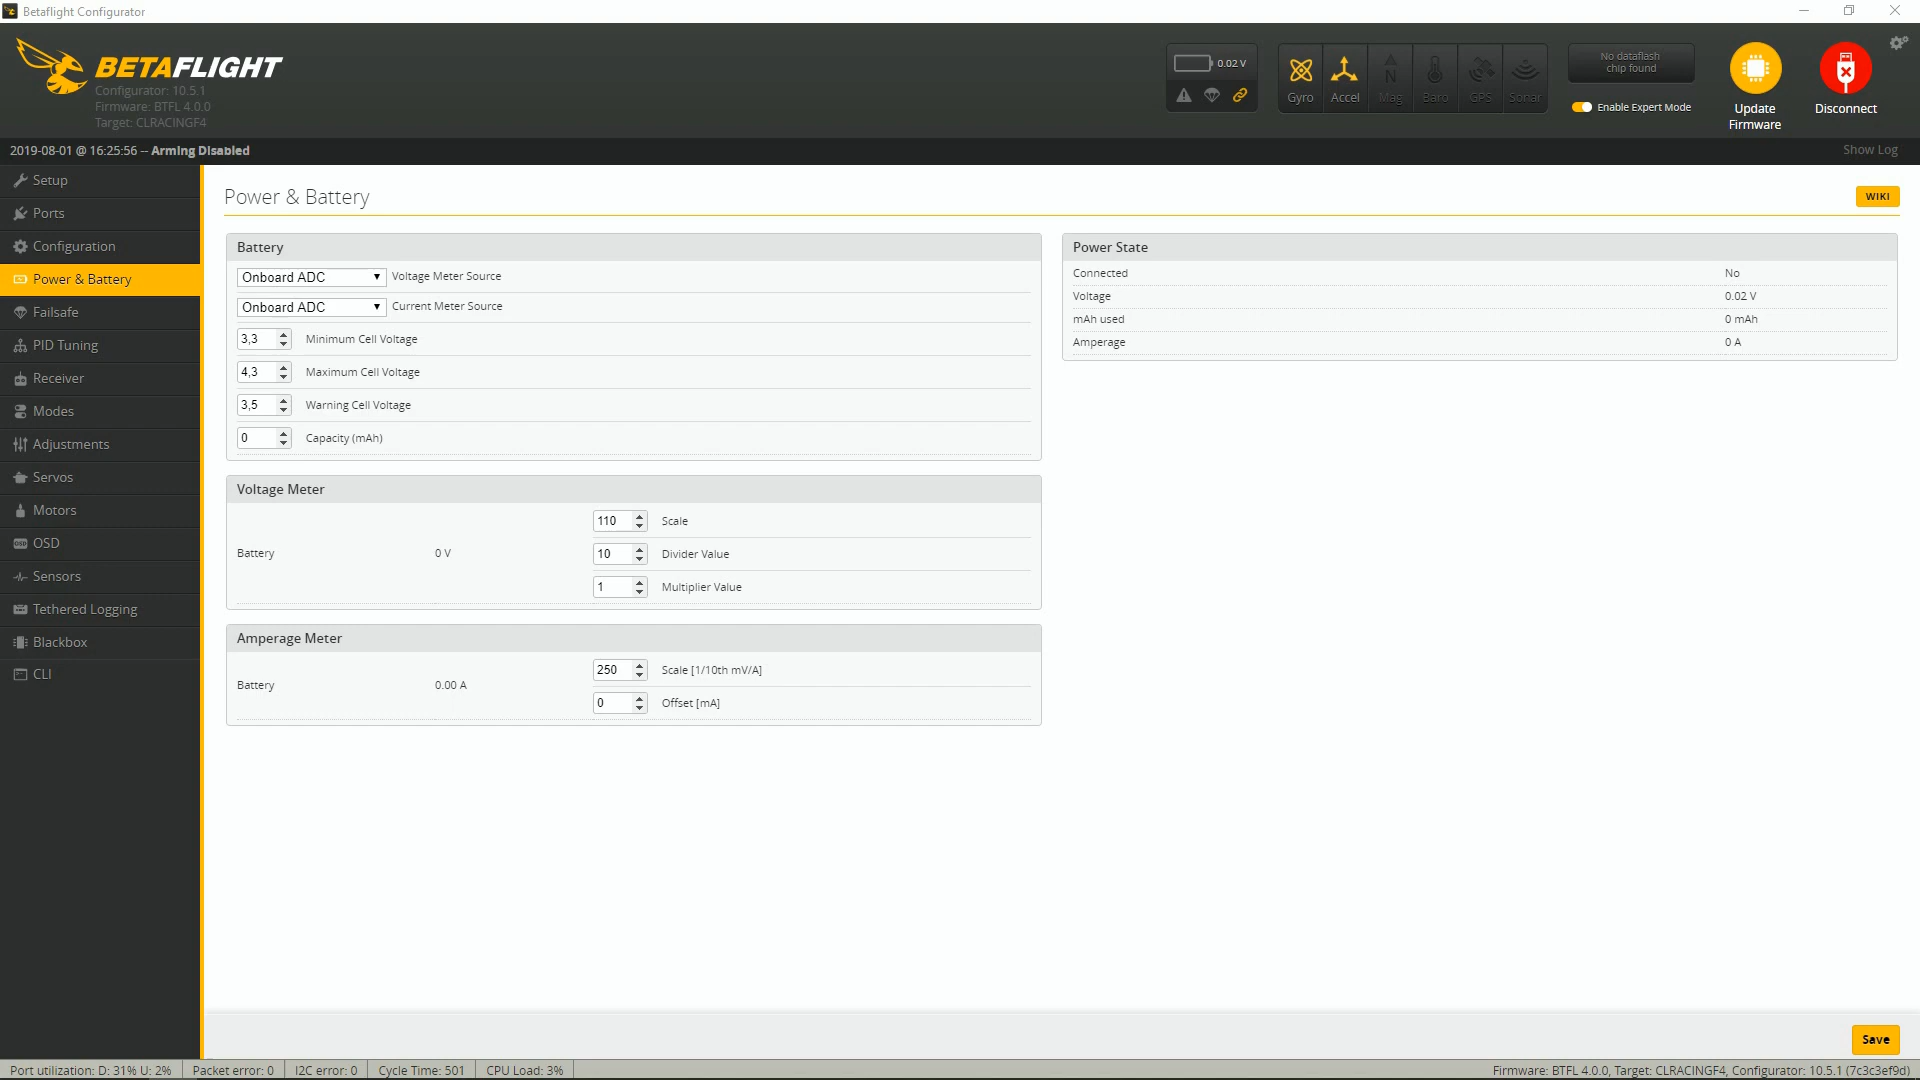 Betaflight Configurator
BETAFLIGHT
Configurator: 10.5.1
Firmware: BTFL 4.0.0
Target: CLRACINGF4
0.02 V
Gyro
Accel
Mag
Baro
GPS
Sonar
No dataflash
chip found
Enable Expert Mode
Update
Firmware
Disconnect
2019-08-01 @ 16:25:56 -- Arming Disabled
Show Log
Setup
Ports
Configuration
Power & Battery
Failsafe
PID Tuning
Receiver
Modes
Adjustments
Servos
Motors
OSD OSD
Sensors
Tethered Logging
Blackbox
CLI
Power & Battery
WIKI
Battery
Onboard ADC Voltage Meter Source
Onboard ADC Current Meter Source
3,3 Minimum Cell Voltage
4,3 Maximum Cell Voltage
3,5 Warning Cell Voltage
0 Capacity (mAh)
Voltage Meter
Battery 0 V
110 Scale
10 Divider Value
1 Multiplier Value
Amperage Meter
Battery 0.00 A
250 Scale [1/10th mV/A]
0 Offset [mA]
Power State
Connected No
Voltage 0.02 V
mAh used 0 mAh
Amperage 0 A
Save
Port utilization: D: 31% U: 2% Packet error: 0 I2C error: 0 Cycle Time: 501 CPU Load: 3% Firmware: BTFL 4.0.0, Target: CLRACINGF4, Configurator: 10.5.1 (7c3c3ef9d)